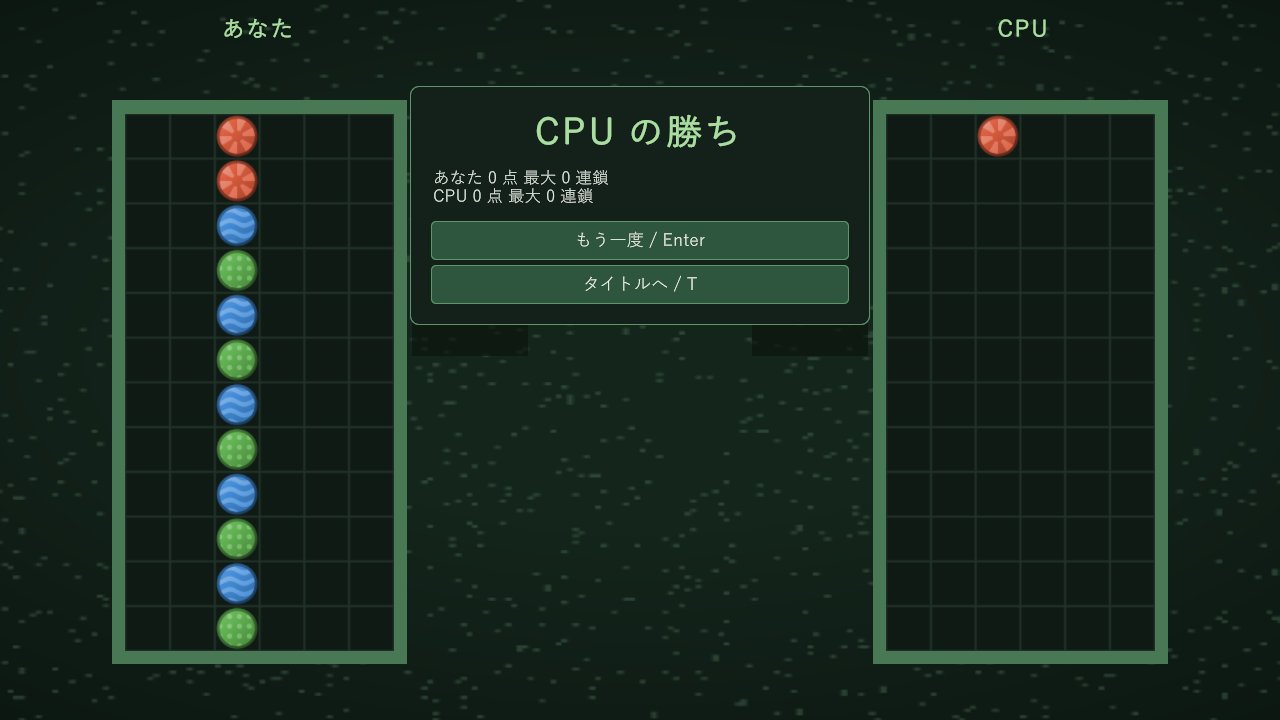 あなた
CPU
CPU の勝ち
あなた 0 点 最大 0 連鎖
CPU 0 点 最大 0 連鎖
もう一度 / Enter
タイトルへ / T